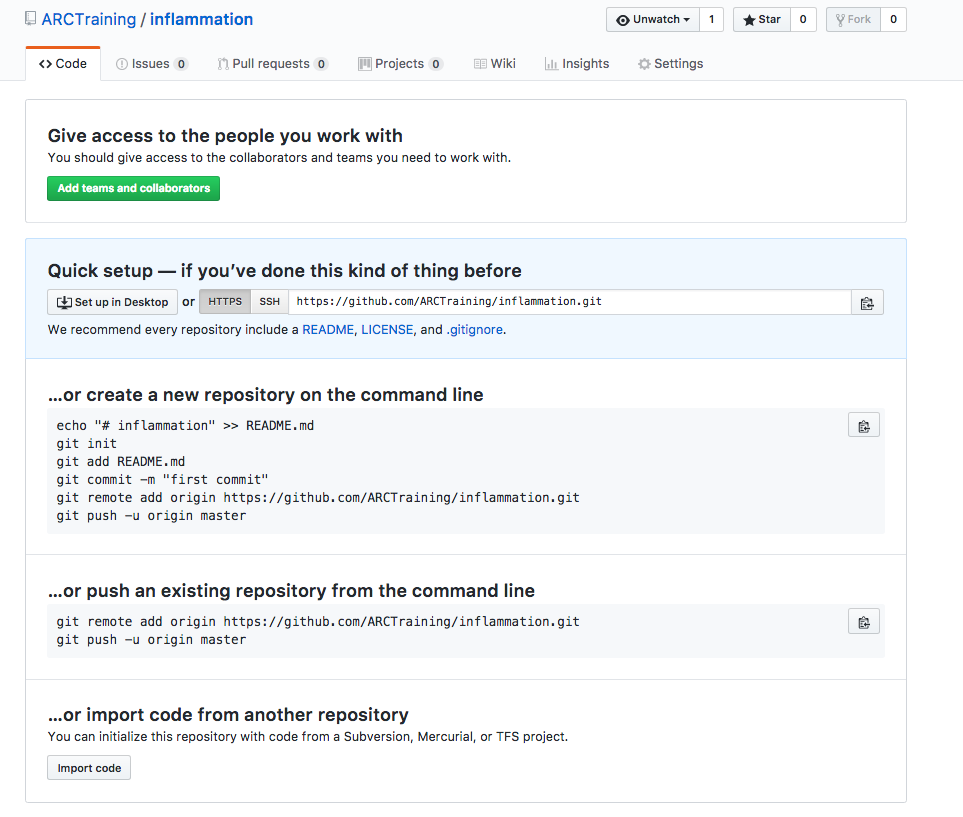 ARCTraining / inflammation
Unwatch 1 Star 0 Fork 0
Code Issues 0 Pull requests 0 Projects 0 Wiki Insights Settings
Give access to the people you work with
You should give access to the collaborators and teams you need to work with.
Add teams and collaborators
Quick setup — if you’ve done this kind of thing before
Set up in Desktop or HTTPS SSH https://github.com/ARCTraining/inflammation.git
We recommend every repository include a README, LICENSE, and .gitignore.
…or create a new repository on the command line
echo "# inflammation" >> README.md
git init
git add README.md
git commit -m "first commit"
git remote add origin https://github.com/ARCTraining/inflammation.git
git push -u origin master
…or push an existing repository from the command line
git remote add origin https://github.com/ARCTraining/inflammation.git
git push -u origin master
…or import code from another repository
You can initialize this repository with code from a Subversion, Mercurial, or TFS project.
Import code